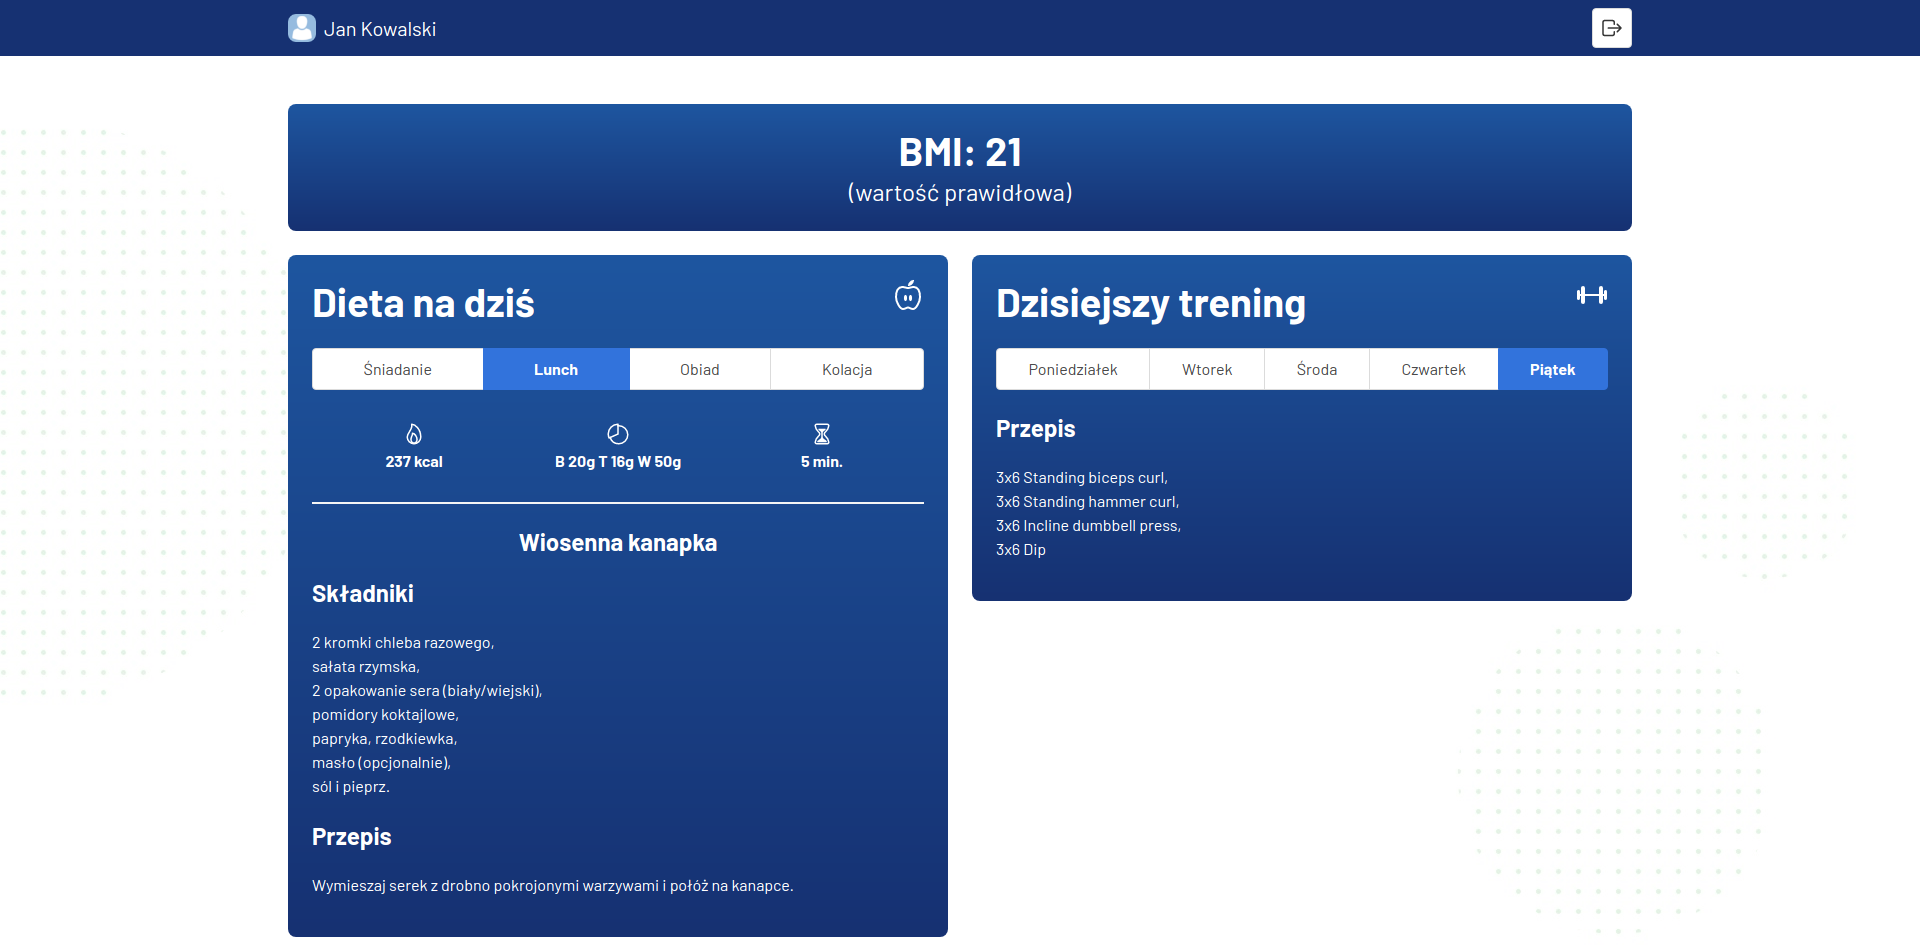 Jan Kowalski
BMI: 21
(wartość prawidłowa)
Dieta na dziś
Śniadanie
Lunch
Obiad
Kolacja
237 kcal
B 20g T 16g W 50g
5 min.
Wiosenna kanapka
Składniki
2 kromki chleba razowego,
sałata rzymska,
2 opakowanie sera (biały/wiejski),
pomidory koktajlowe,
papryka, rzodkiewka,
masło (opcjonalnie),
sól i pieprz.
Przepis
Wymieszaj serek z drobno pokrojonymi warzywami i połóż na kanapce.
Dzisiejszy trening
Poniedziałek
Wtorek
Środa
Czwartek
Piątek
Przepis
3x6 Standing biceps curl,
3x6 Standing hammer curl,
3x6 Incline dumbbell press,
3x6 Dip